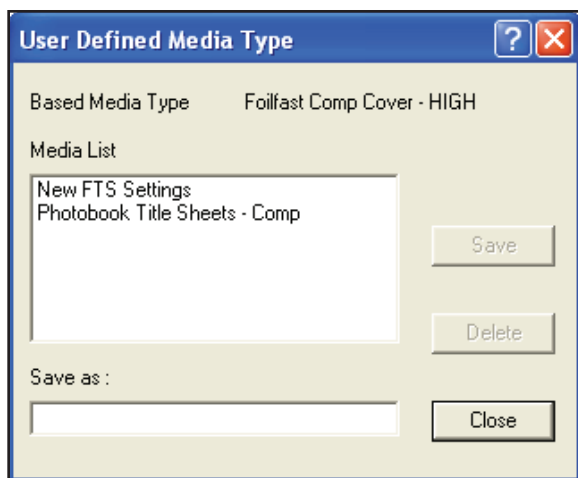 User Defined Media Type
Based Media Type Foilfast Comp Cover - HIGH
Media List
New FTS Settings
Photobook Title Sheets - Comp
Save
Delete
Save as :
Close